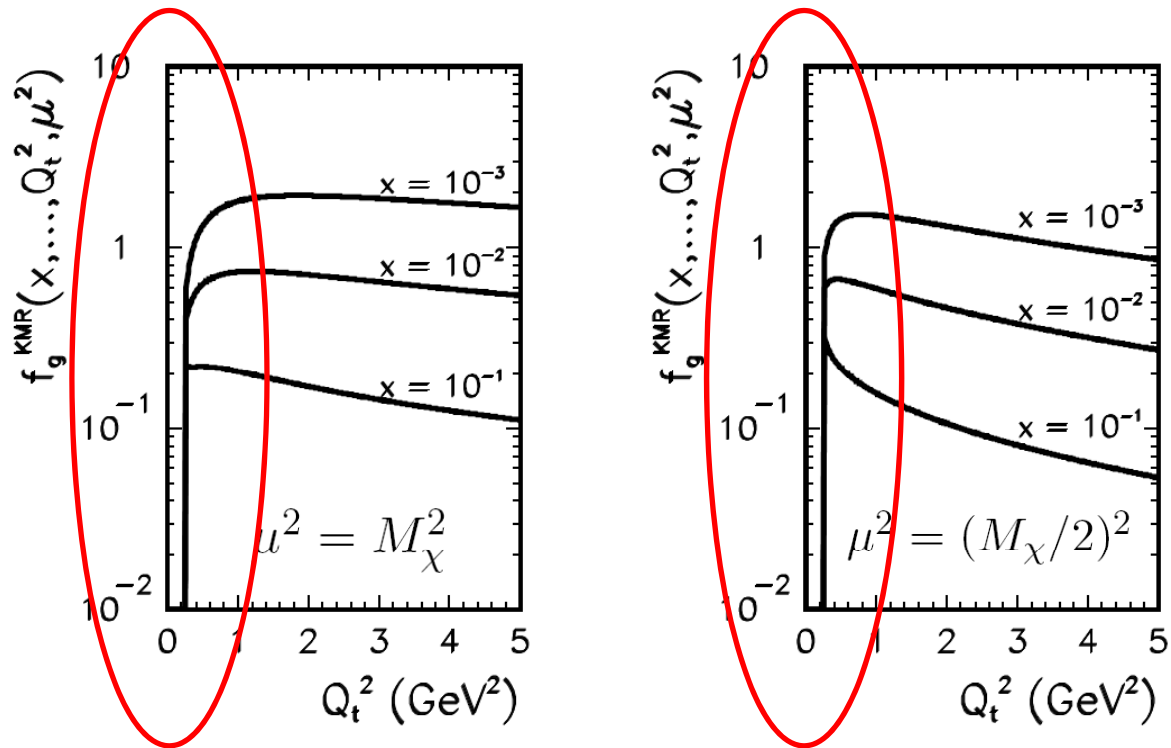 f_g^KMR(x,...,Q_t^2,μ^2)
10
1
10^-1
10^-2
x = 10^-3
x = 10^-2
x = 10^-1
μ^2 = M_χ^2
0 1 2 3 4 5
Q_t^2 (GeV^2)
f_g^KMR(x,...,Q_t^2,μ^2)
10
1
10^-1
10^-2
x = 10^-3
x = 10^-2
x = 10^-1
μ^2 = (M_χ/2)^2
0 1 2 3 4 5
Q_t^2 (GeV^2)